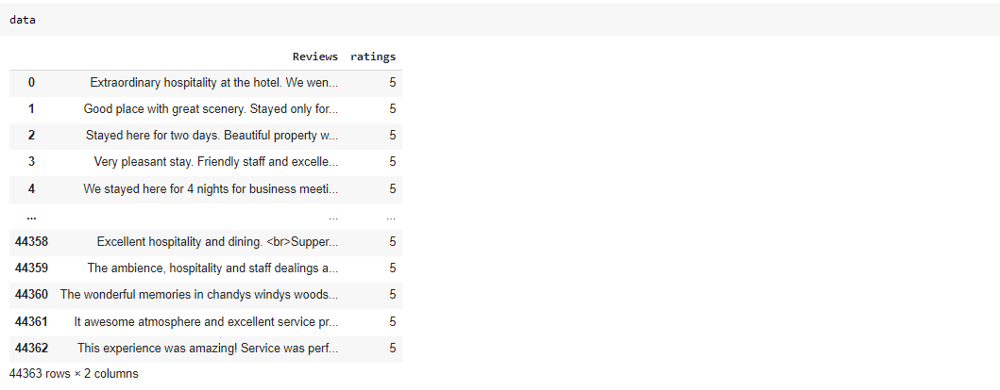 data
Reviews ratings
0 Extraordinary hospitality at the hotel. We wen... 5
1 Good place with great scenery. Stayed only for... 5
2 Stayed here for two days. Beautiful property w... 5
3 Very pleasant stay. Friendly staff and excelle... 5
4 We stayed here for 4 nights for business meeti... 5
... ... ...
44358 Excellent hospitality and dining. <br>Supper... 5
44359 The ambience, hospitality and staff dealings a... 5
44360 The wonderful memories in chandys windys woods... 5
44361 It awesome atmosphere and excellent service pr... 5
44362 This experience was amazing! Service was perf... 5
44363 rows × 2 columns